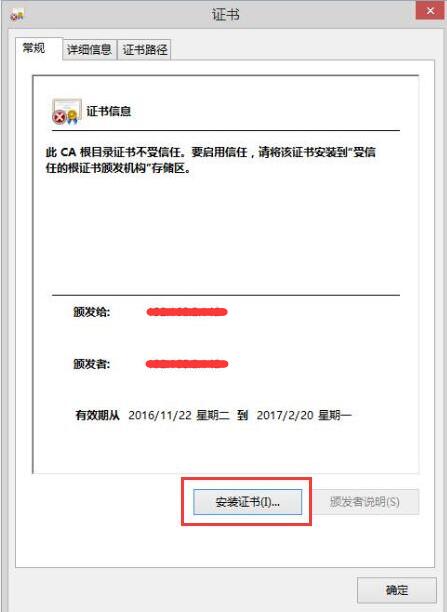 证书
常规 详细信息 证书路径
证书信息
此 CA 根目录证书不受信任。要启用信任，请将该证书安装到"受信
任的根证书颁发机构"存储区。
颁发给:
颁发者:
有效期从 2016/11/22 星期二 到 2017/2/20 星期一
安装证书(I)... 颁发者说明(S)
确定